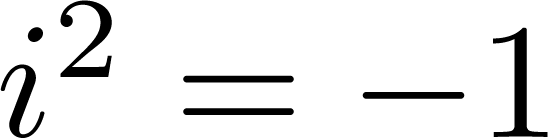 i² = −1